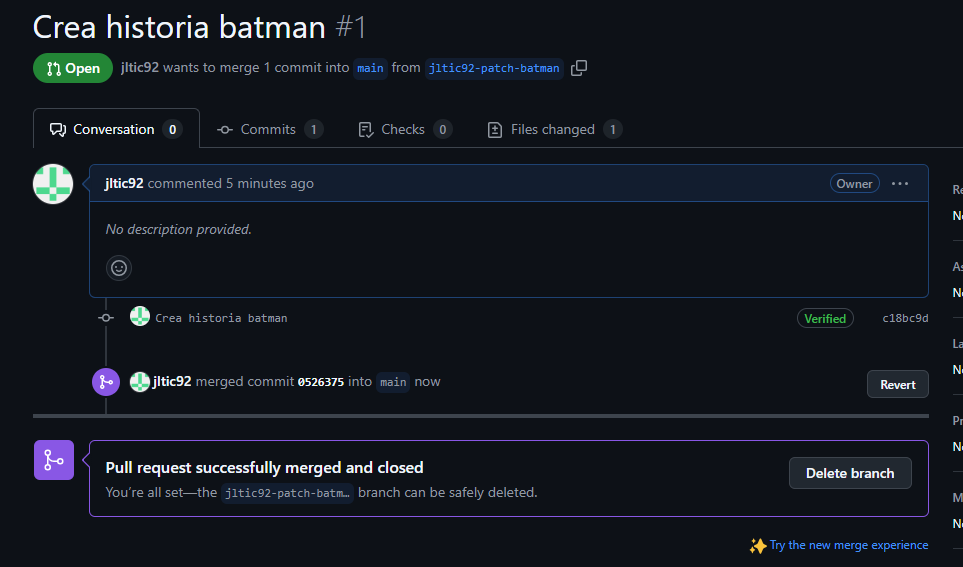 Crea historia batman #1
Open jltic92 wants to merge 1 commit into main from jltic92-patch-batman
Conversation 0 Commits 1 Checks 0 Files changed 1
jltic92 commented 5 minutes ago Owner ...
No description provided.
Crea historia batman Verified c18bc9d
jltic92 merged commit 0526375 into main now Revert
Pull request successfully merged and closed
You're all set—the jltic92-patch-batm… branch can be safely deleted.
Delete branch
Try the new merge experience